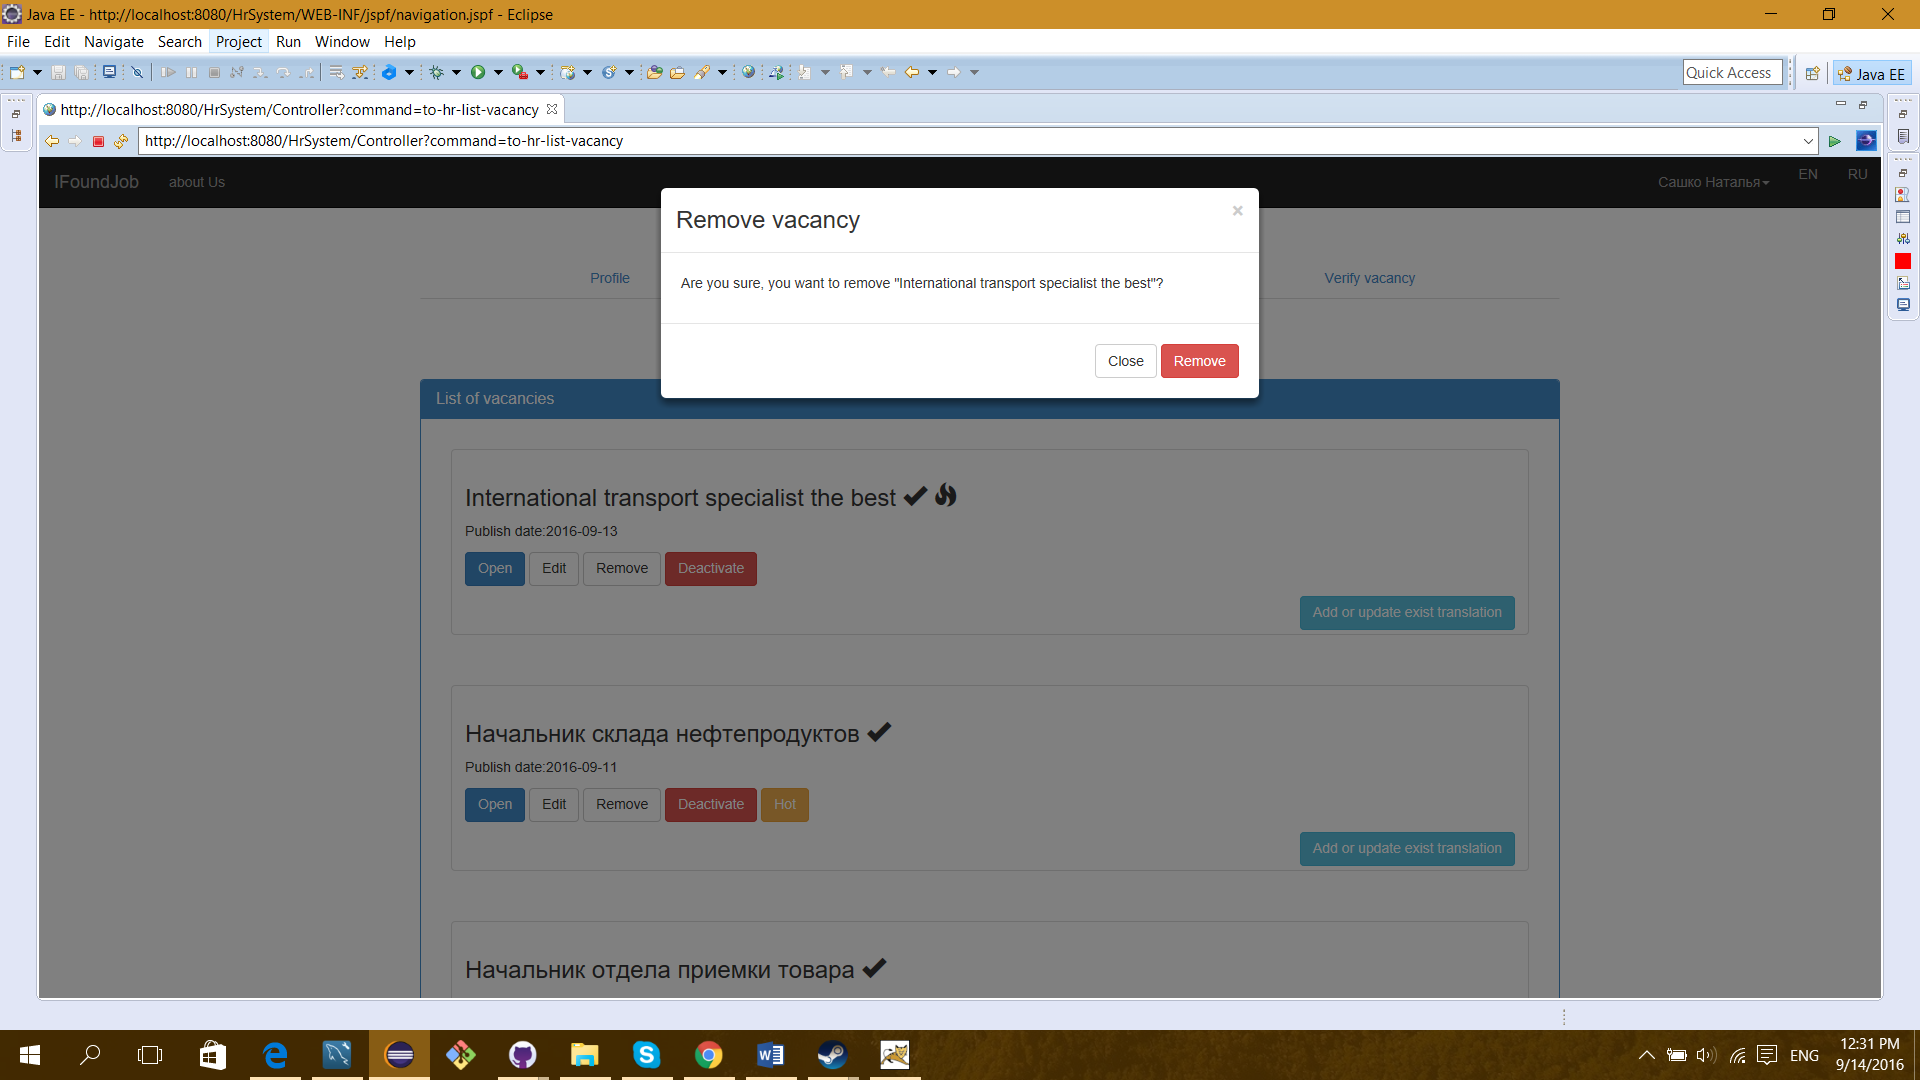 Java EE - http://localhost:8080/HrSystem/WEB-INF/jspf/navigation.jspf - Eclipse
File Edit Navigate Search Project Run Window Help
Quick Access
Java EE
http://localhost:8080/HrSystem/Controller?command=to-hr-list-vacancy
http://localhost:8080/HrSystem/Controller?command=to-hr-list-vacancy
IFoundJob about Us Сашко Наталья EN RU
Remove vacancy ×
Profile Verify vacancy
Are you sure, you want to remove "International transport specialist the best"?
Close Remove
List of vacancies
International transport specialist the best
Publish date:2016-09-13
Open Edit Remove Deactivate
Add or update exist translation
Начальник склада нефтепродуктов
Publish date:2016-09-11
Open Edit Remove Deactivate Hot
Add or update exist translation
Начальник отдела приемки товара
ENG
12:31 PM
9/14/2016